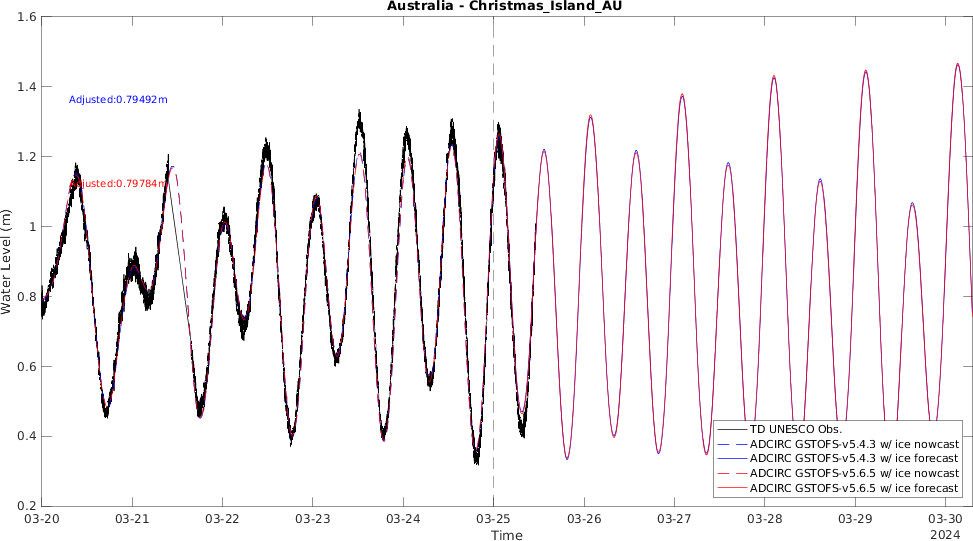 Australia - Christmas_Island_AU
1.6
1.4
1.2
1
0.8
0.6
0.4
0.2
Water Level (m)
Adjusted:0.79492m
Adjusted:0.79784m
TD UNESCO Obs.
ADCIRC GSTOFS-v5.4.3 w/ ice nowcast
ADCIRC GSTOFS-v5.4.3 w/ ice forecast
ADCIRC GSTOFS-v5.6.5 w/ ice nowcast
ADCIRC GSTOFS-v5.6.5 w/ ice forecast
03-20 03-21 03-22 03-23 03-24 03-25 03-26 03-27 03-28 03-29 03-30
Time
2024